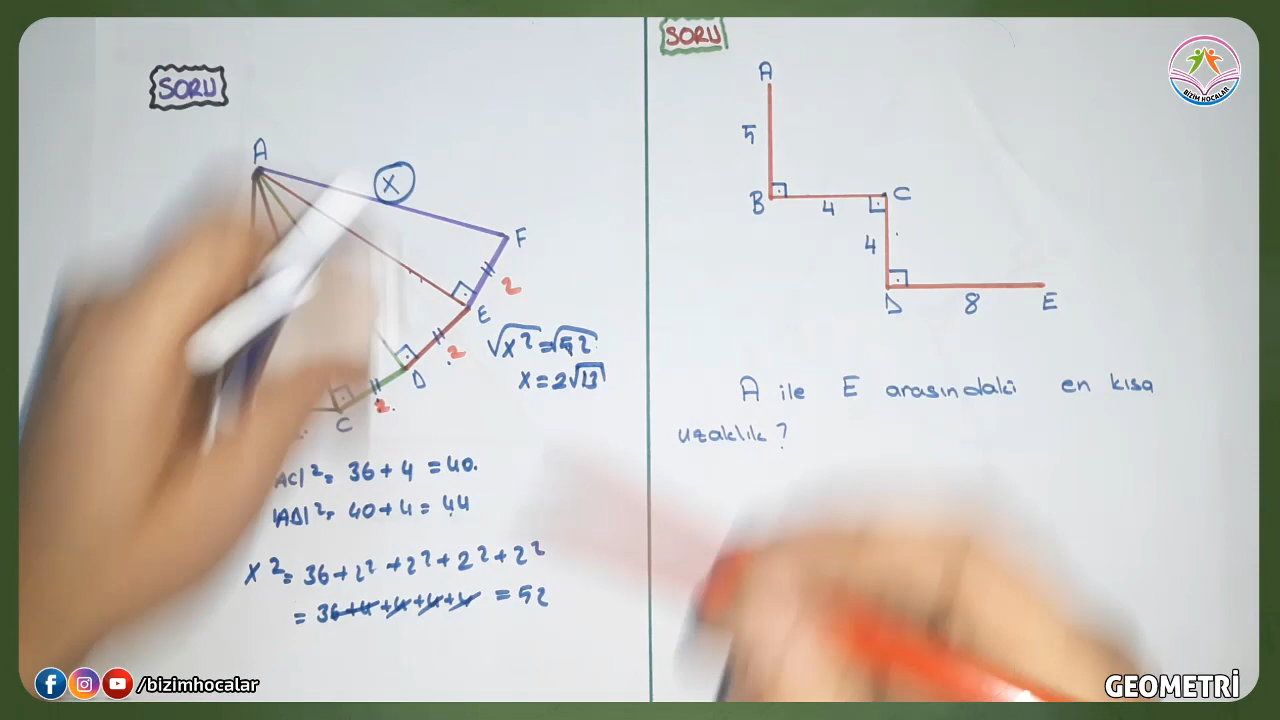 SORU
A
X
F
2
E
2
D
2.
C
√x² = √52
x = 2√13
AC|² = 36 + 4 = 40.
|AD|² = 40 + 4 = 44
x² = 36 + 2² + 2² + 2² + 2²
= 36 + 4 + 4 + 4 + 4 = 52
SORU
A
5
B
4
C
4
D
8
E
A ile E arasındaki en kısa
uzaklık ?
BİZİM HOCALAR
/bizimhocalar
GEOMETRİ